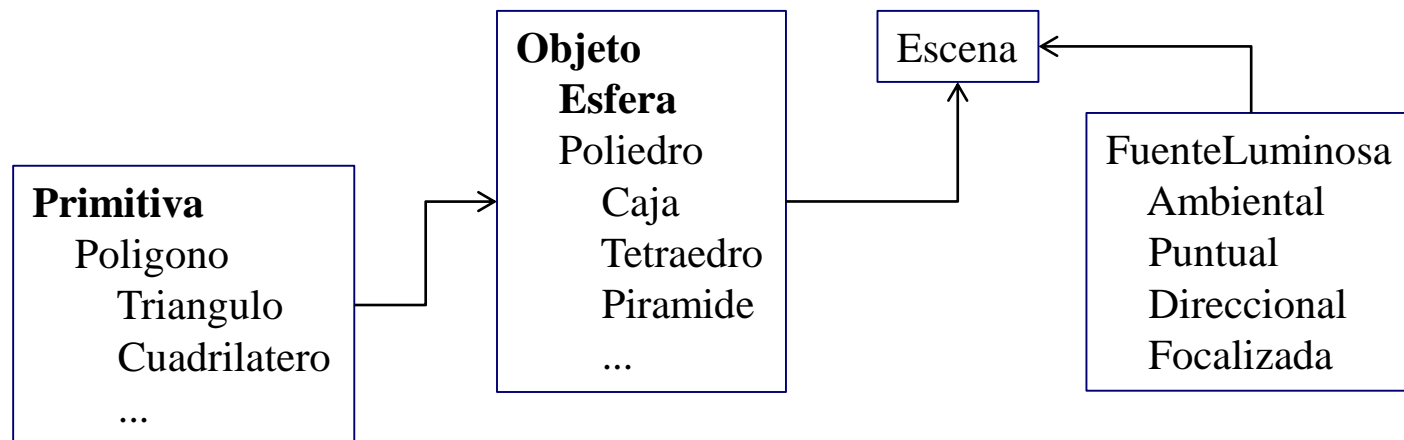 Primitiva
Poligono
Triangulo
Cuadrilatero
...
Objeto
Esfera
Poliedro
Caja
Tetraedro
Piramide
...
Escena
FuenteLuminosa
Ambiental
Puntual
Direccional
Focalizada